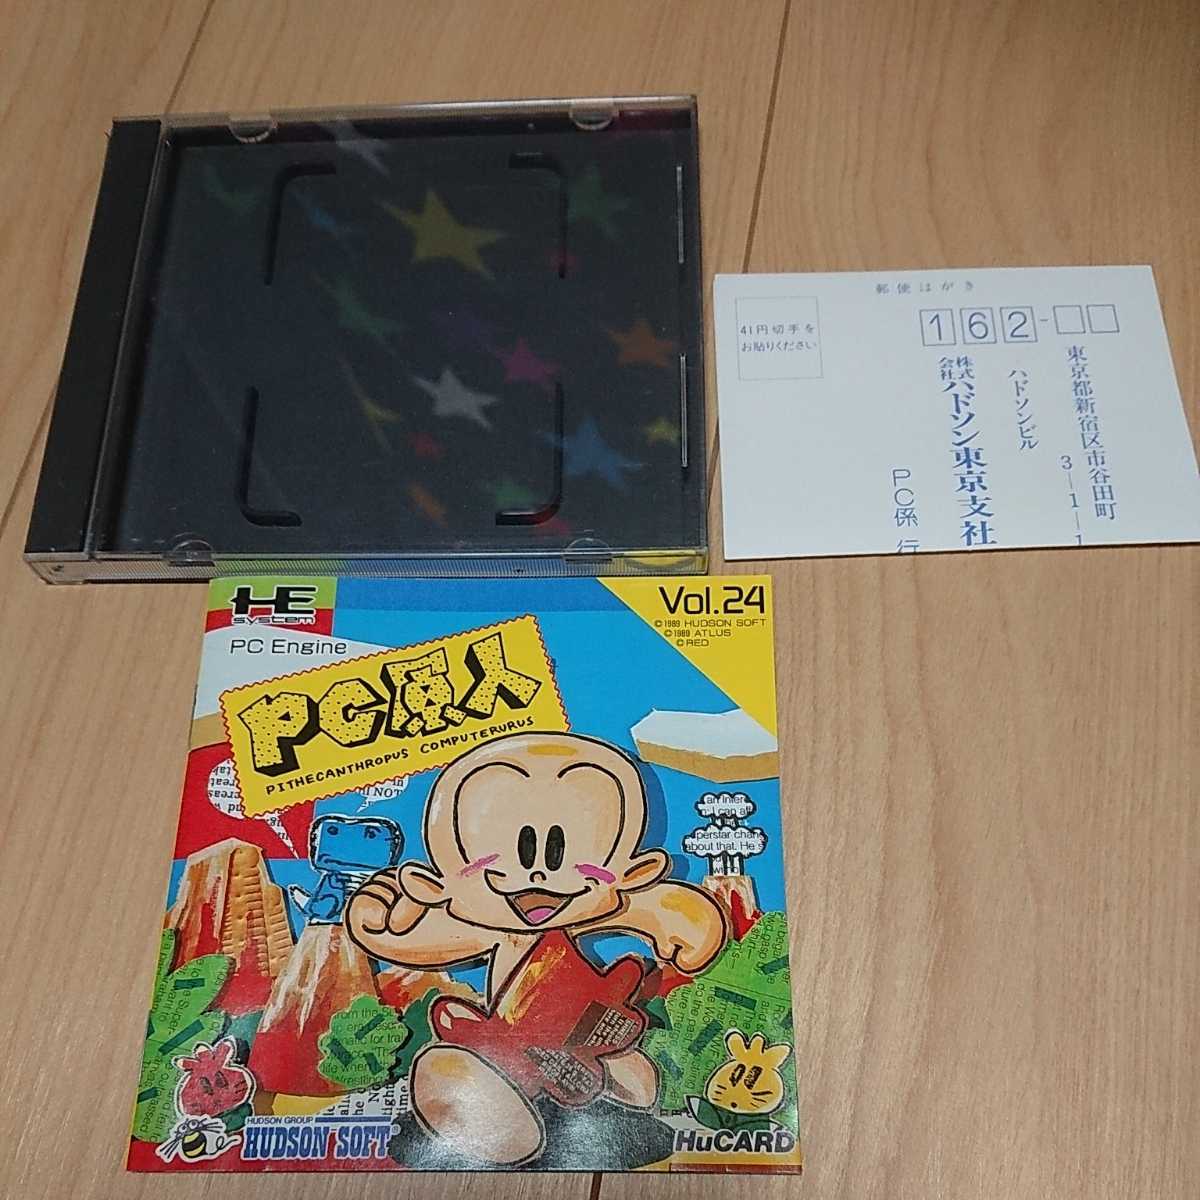 郵便はがき
41円切手を
お貼りください
162-
東京都新宿区市谷田町
3-1-1
ハドソンビル
株式会社ハドソン東京支社
PC係 行
HE
SYSTEM
PC Engine
Vol.24
©1989 HUDSON SOFT
©1989 ATLUS
©RED
PC原人
PITHECANTHROPUS COMPUTERURUS
HUDSON GROUP
HUDSON SOFT®
HuCARD